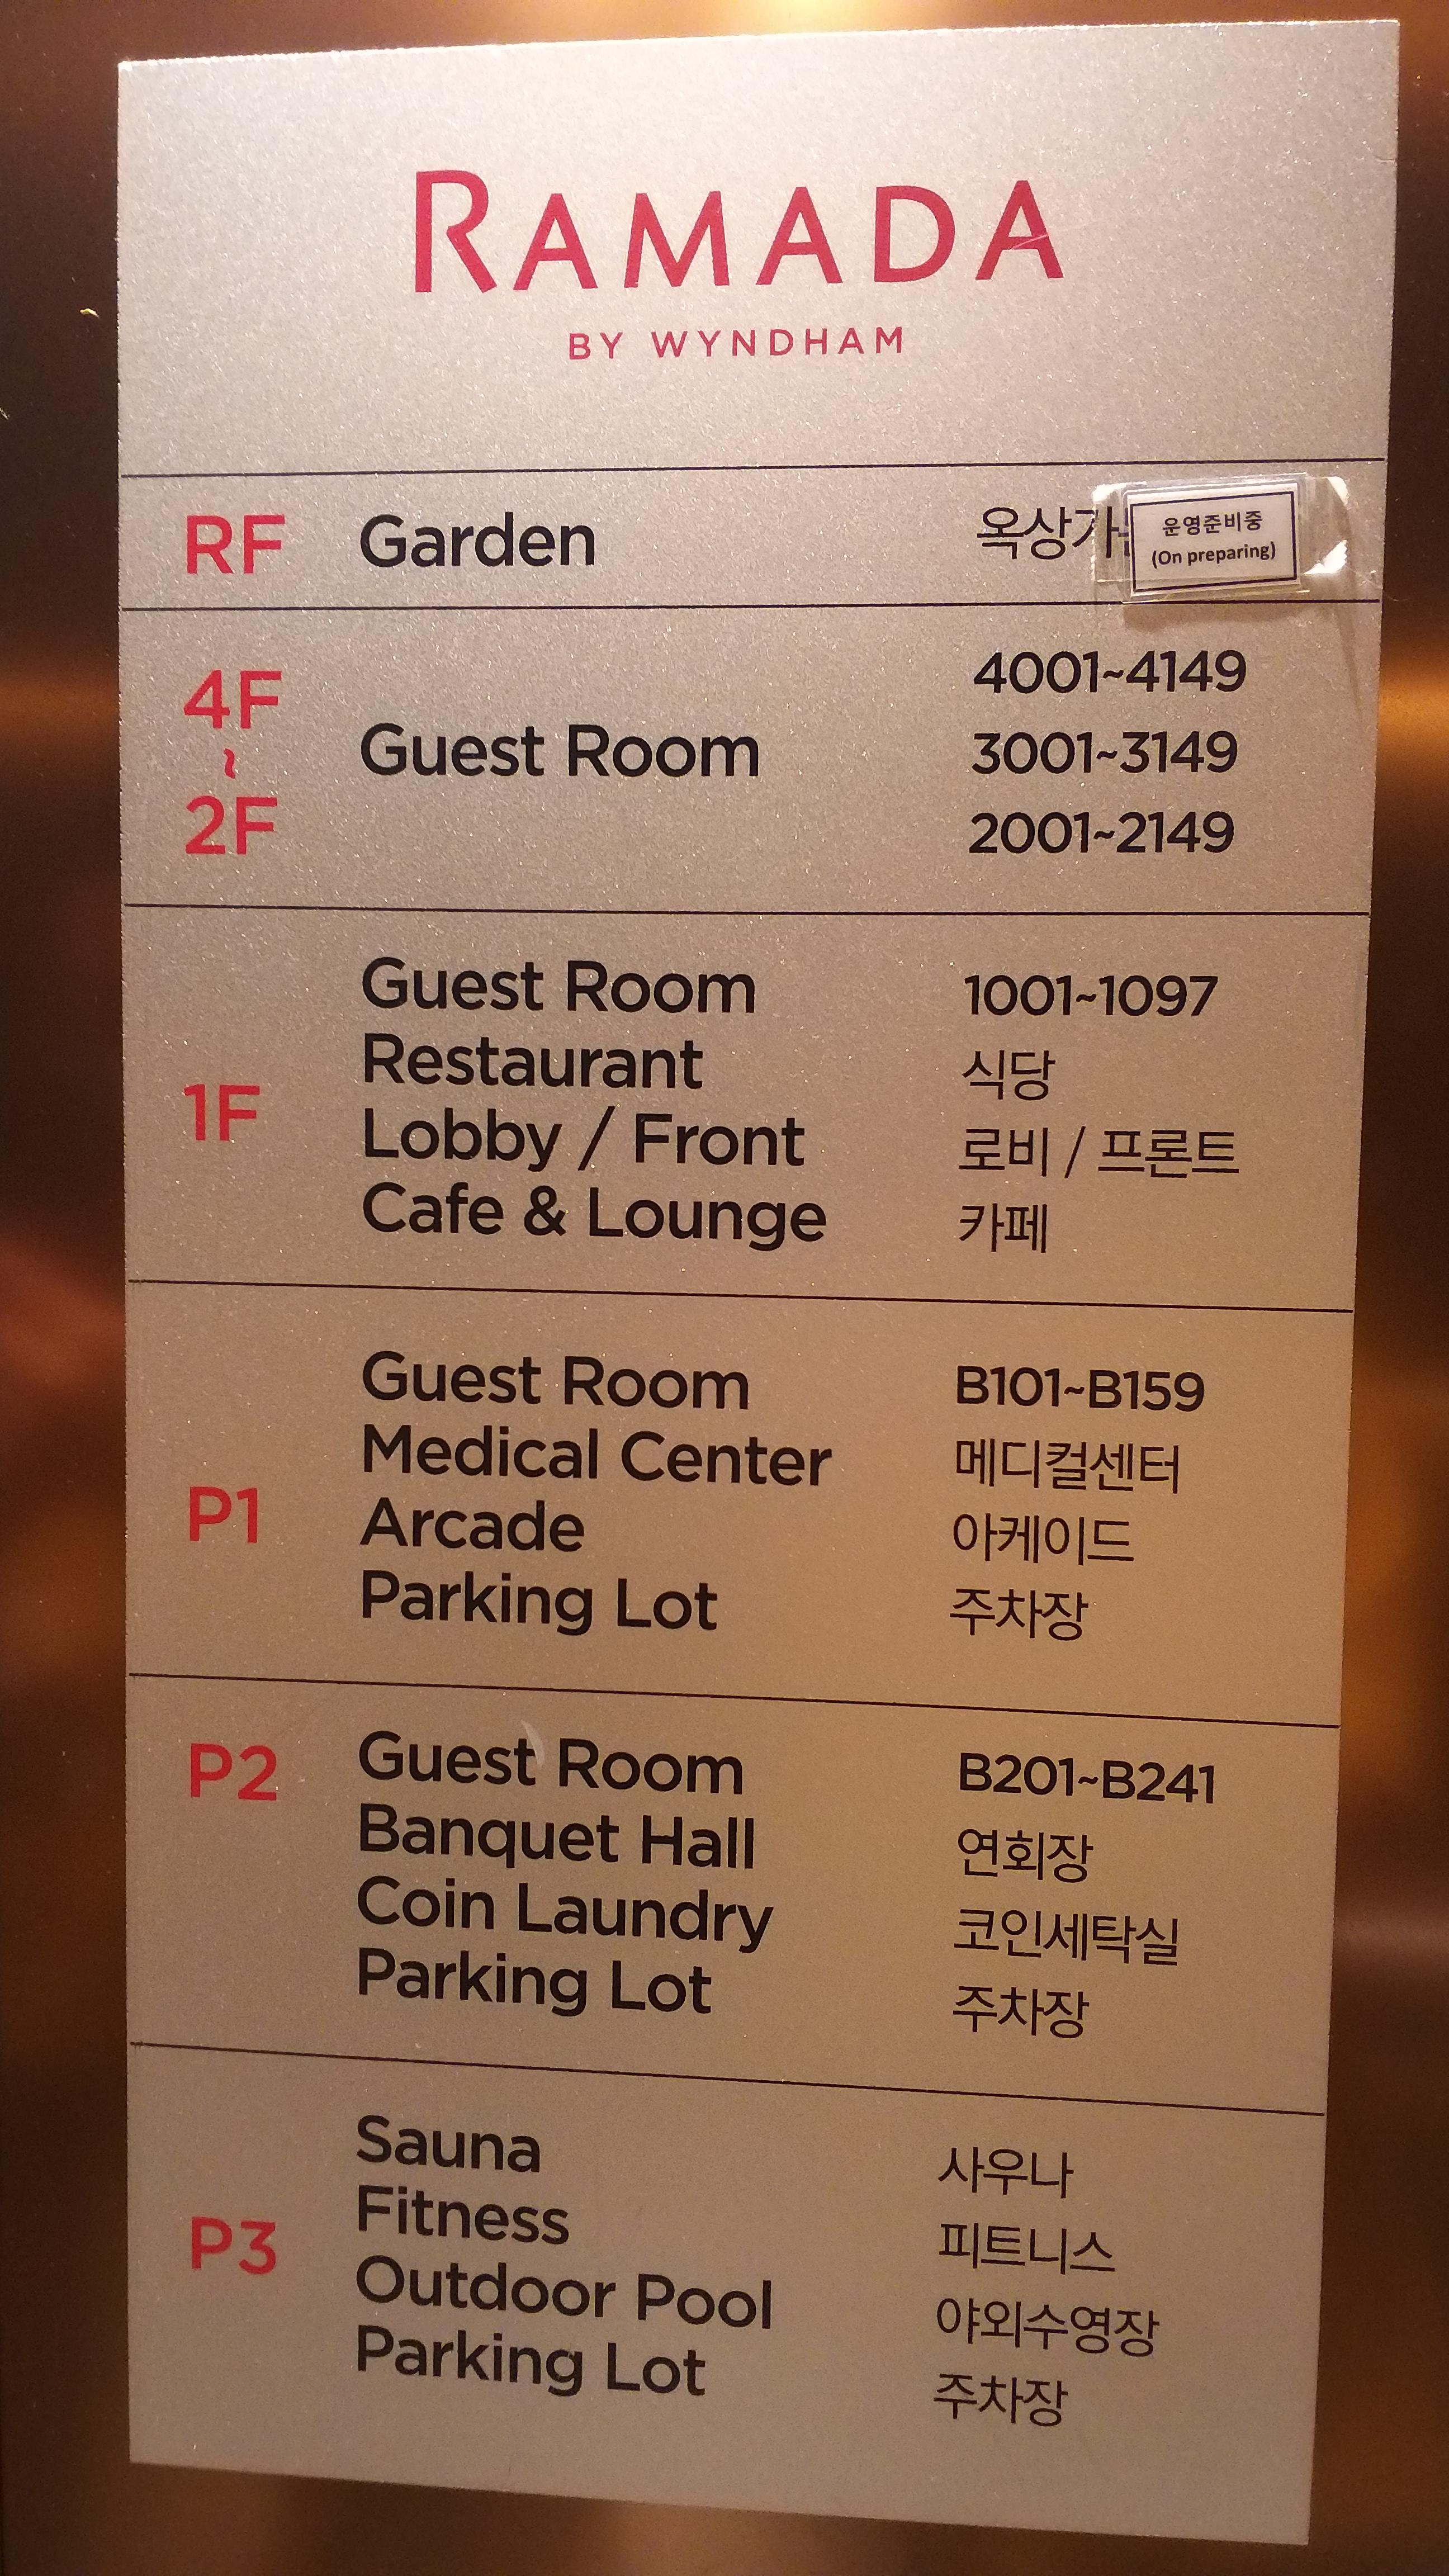 RAMADA
BY WYNDHAM
RF Garden 옥상가
운영준비중
(On preparing)
4F
~
2F
Guest Room
4001~4149
3001~3149
2001~2149
1F
Guest Room 1001~1097
Restaurant 식당
Lobby / Front 로비 / 프론트
Cafe & Lounge 카페
P1
Guest Room B101~B159
Medical Center 메디컬센터
Arcade 아케이드
Parking Lot 주차장
P2
Guest Room B201~B241
Banquet Hall 연회장
Coin Laundry 코인세탁실
Parking Lot 주차장
P3
Sauna 사우나
Fitness 피트니스
Outdoor Pool 야외수영장
Parking Lot 주차장